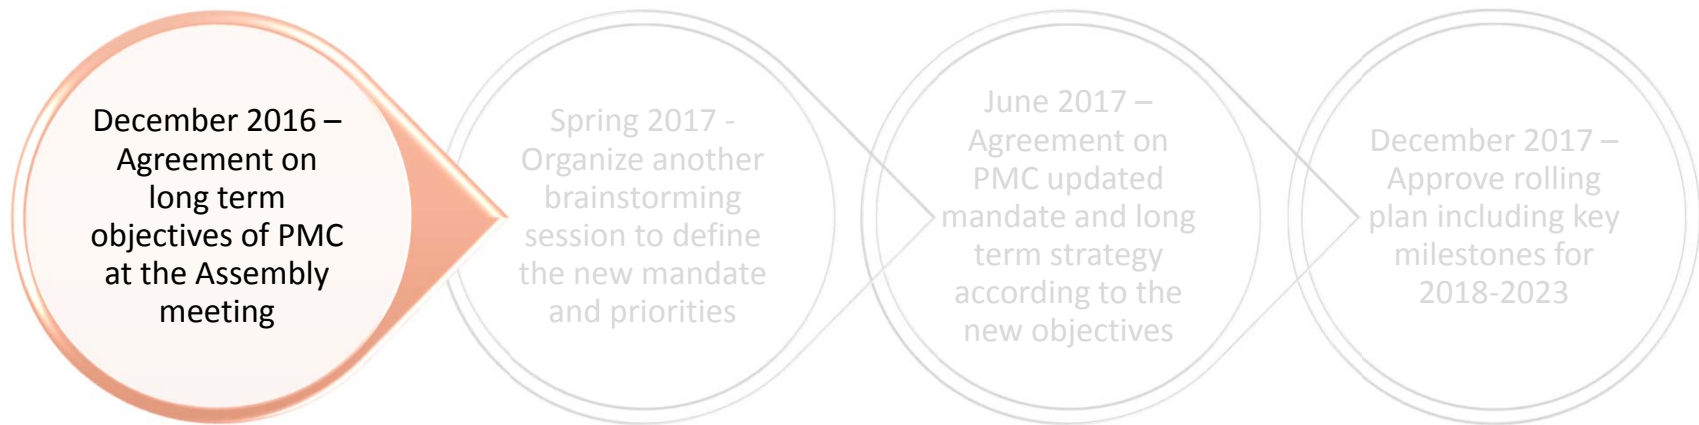 December 2016 –
Agreement on
long term
objectives of PMC
at the Assembly
meeting
Spring 2017 -
Organize another
brainstorming
session to define
the new mandate
and priorities
June 2017 –
Agreement on
PMC updated
mandate and long
term strategy
according to the
new objectives
December 2017 –
Approve rolling
plan including key
milestones for
2018-2023